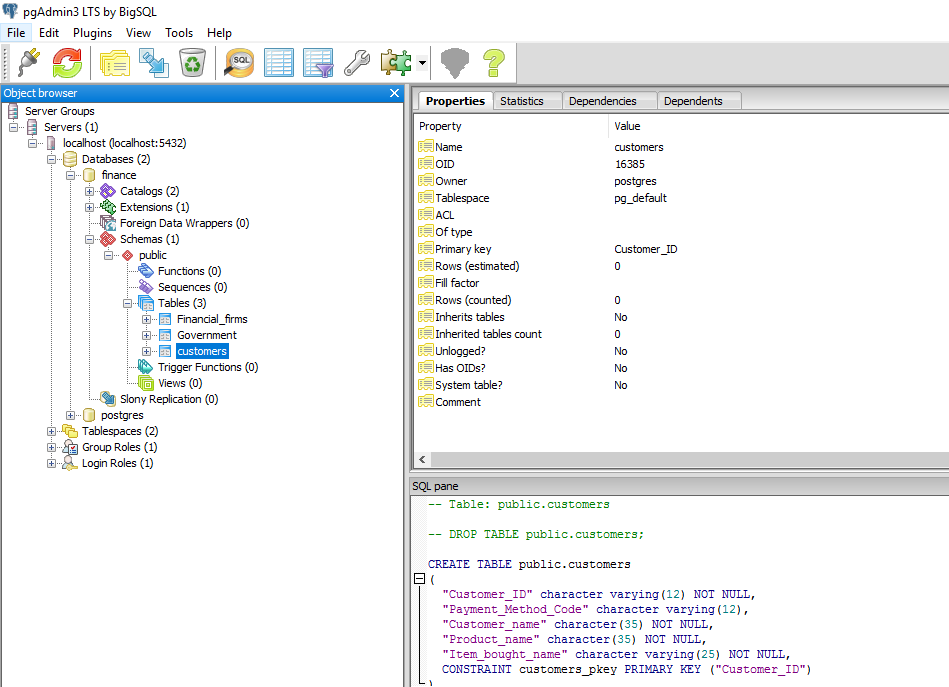 pgAdmin3 LTS by BigSQL
File Edit Plugins View Tools Help
SQL
Object browser
Server Groups
Servers (1)
localhost (localhost:5432)
Databases (2)
finance
Catalogs (2)
Extensions (1)
Foreign Data Wrappers (0)
Schemas (1)
public
Functions (0)
Sequences (0)
Tables (3)
Financial_firms
Government
customers
Trigger Functions (0)
Views (0)
Slony Replication (0)
postgres
Tablespaces (2)
Group Roles (1)
Login Roles (1)
Properties Statistics Dependencies Dependents
Property Value
Name customers
OID 16385
Owner postgres
Tablespace pg_default
ACL
Of type
Primary key Customer_ID
Rows (estimated) 0
Fill factor
Rows (counted) 0
Inherits tables No
Inherited tables count 0
Unlogged? No
Has OIDs? No
System table? No
Comment
SQL pane
-- Table: public.customers
-- DROP TABLE public.customers;
CREATE TABLE public.customers
(
"Customer_ID" character varying(12) NOT NULL,
"Payment_Method_Code" character varying(12),
"Customer_name" character(35) NOT NULL,
"Product_name" character(35) NOT NULL,
"Item_bought_name" character varying(25) NOT NULL,
CONSTRAINT customers_pkey PRIMARY KEY ("Customer_ID")
)